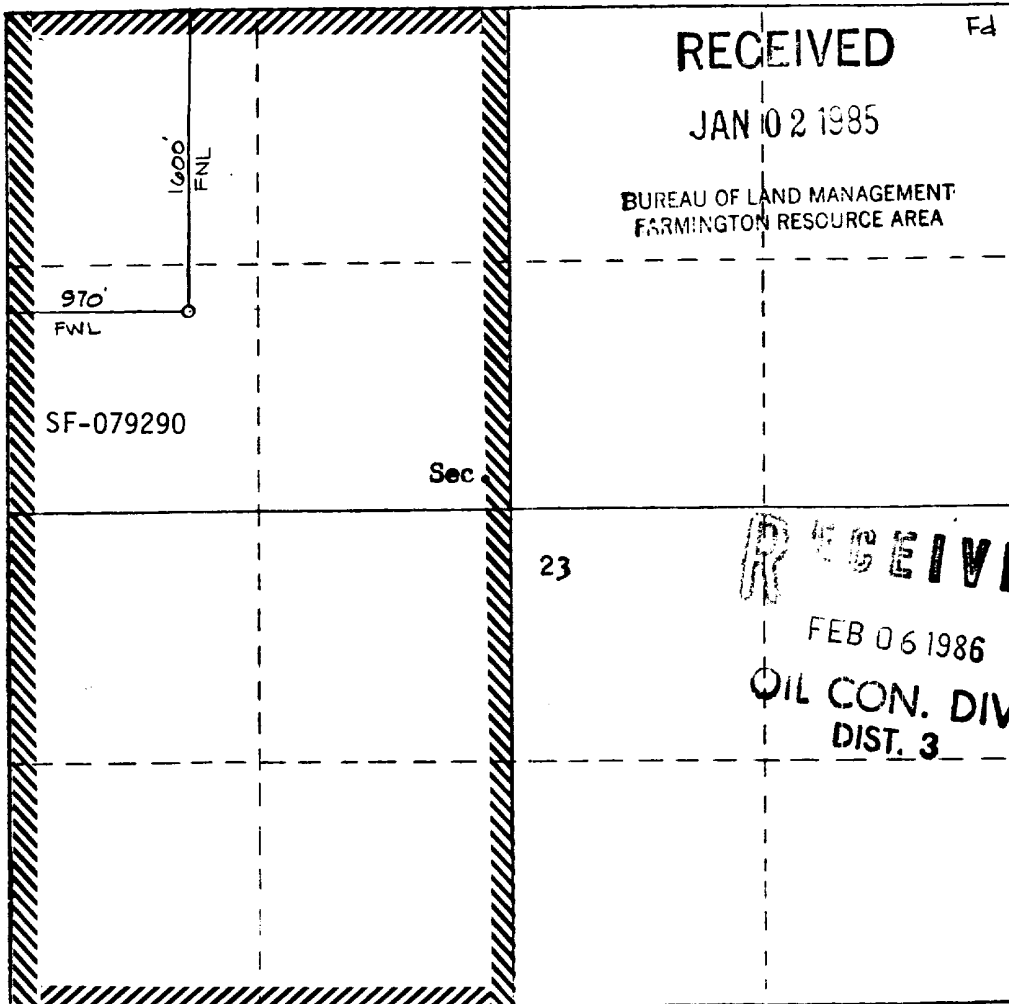 Fd
RECEIVED
JAN 02 1985
BUREAU OF LAND MANAGEMENT
FARMINGTON RESOURCE AREA
1600'
FNL
970'
FWL
SF-079290
Sec
23
RECEIVE
FEB 06 1986
OIL CON. DIV
DIST. 3